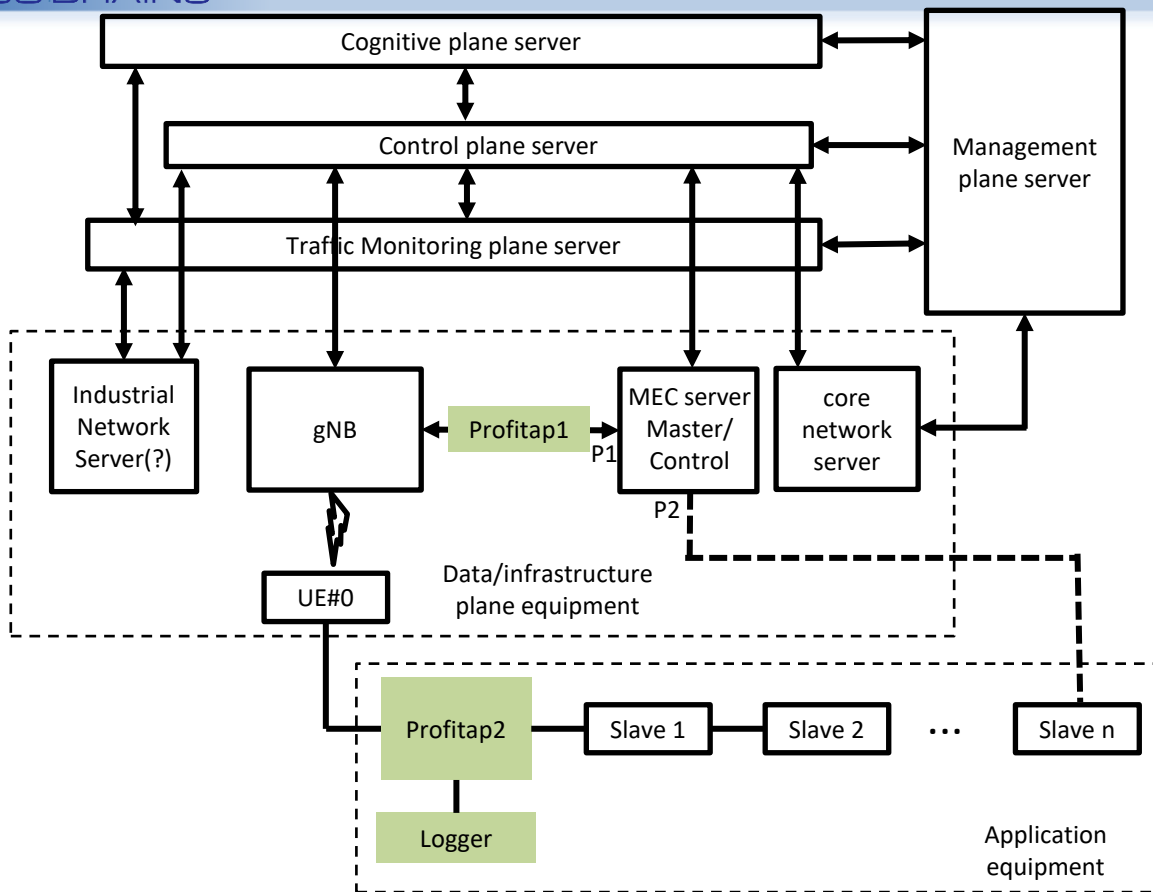 Cognitive plane server
Control plane server
Management
plane server
Traffic Monitoring plane server
Industrial
Network
Server(?)
gNB
Profitap1
P1
MEC server
Master/
Control
core
network
server
P2
UE#0
Data/infrastructure
plane equipment
Profitap2
Slave 1
Slave 2
...
Slave n
Logger
Application
equipment